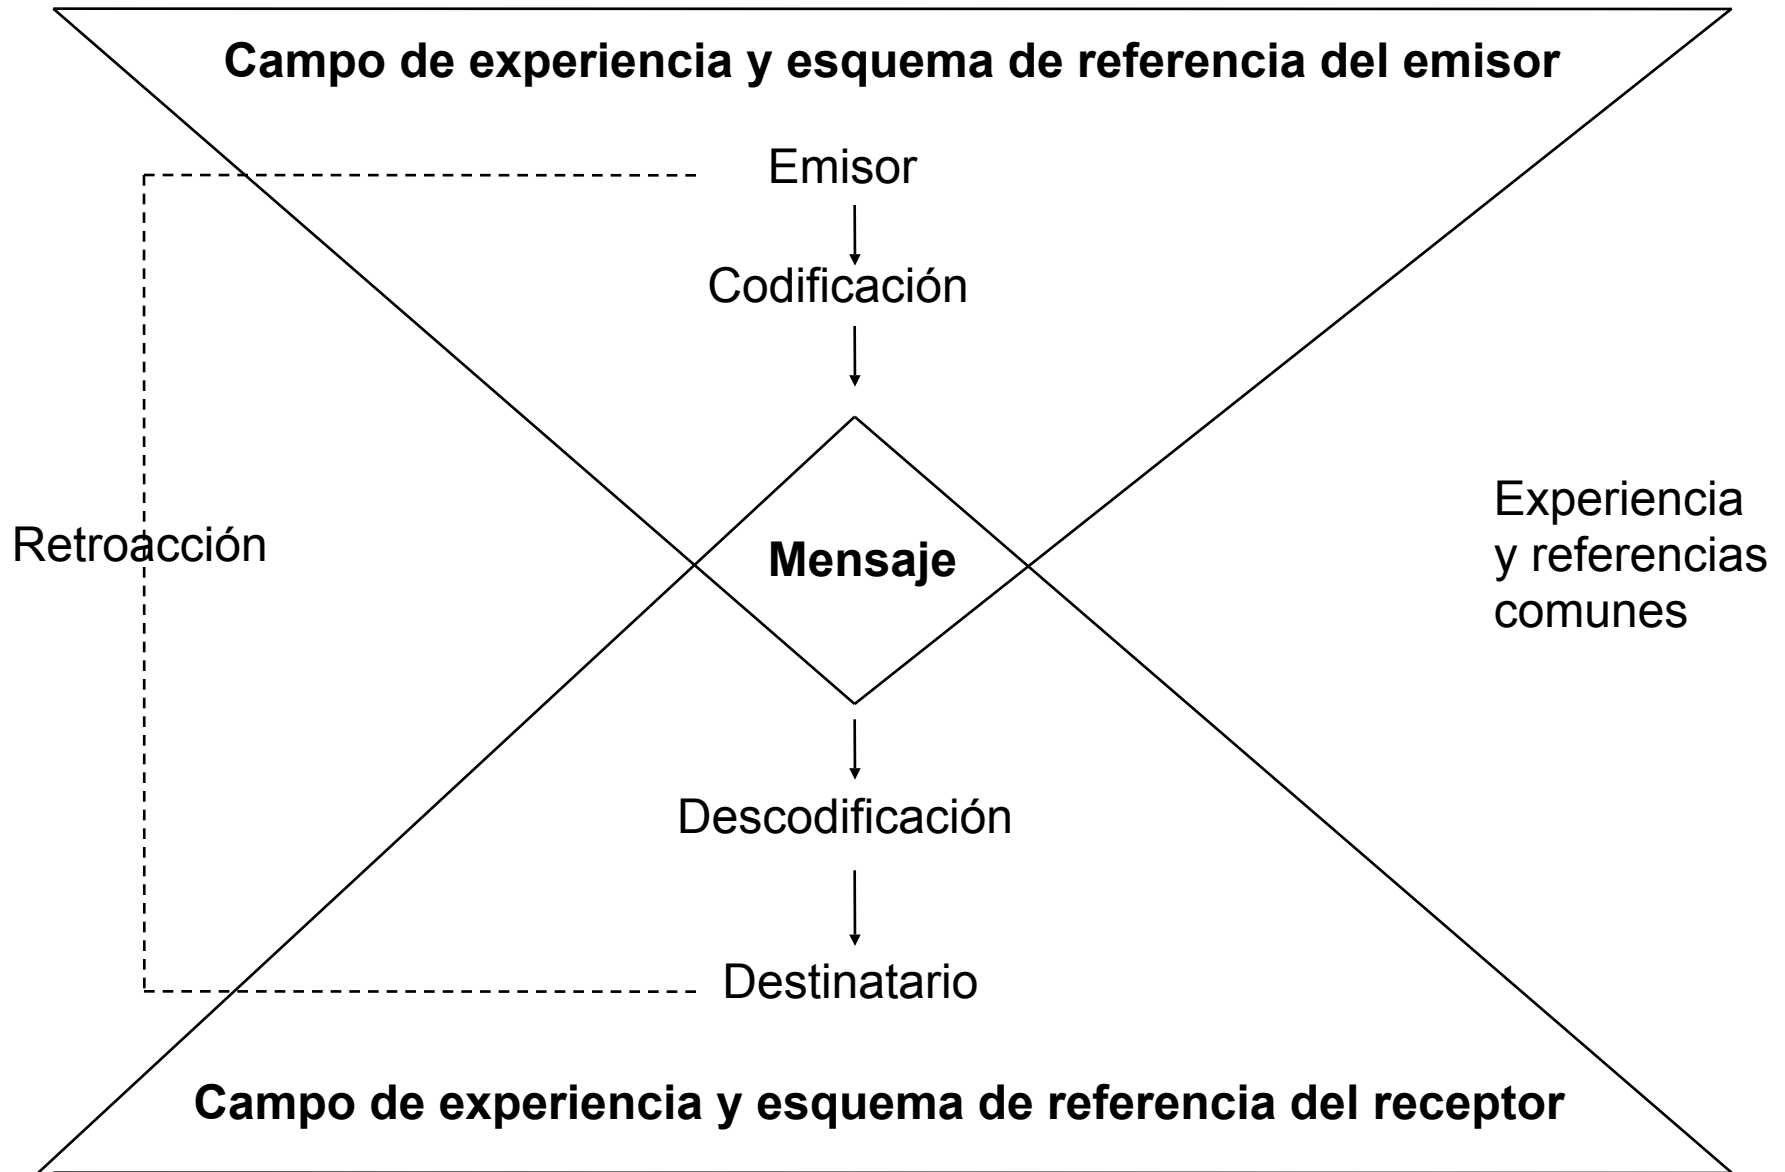 Campo de experiencia y esquema de referencia del emisor
Emisor
Codificación
Mensaje
Retroacción
Experiencia
y referencias
comunes
Descodificación
Destinatario
Campo de experiencia y esquema de referencia del receptor